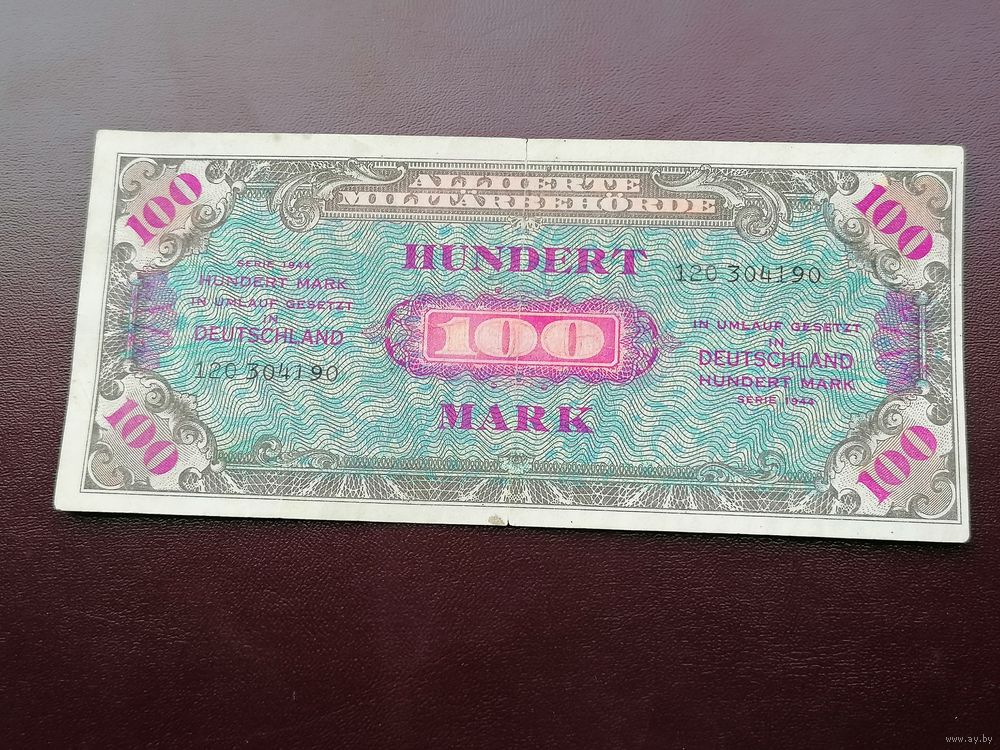 ALLIIERTE
MILITÄRBEHÖRDE
100
100
HUNDERT
SERIE 1944
HUNDERT MARK
IN UMLAUF GESETZT
IN
DEUTSCHLAND
120 304190
100
120 304190
IN UMLAUF GESETZT
IN
DEUTSCHLAND
HUNDERT MARK
SERIE 1944
MARK
100
100
www.ay.by